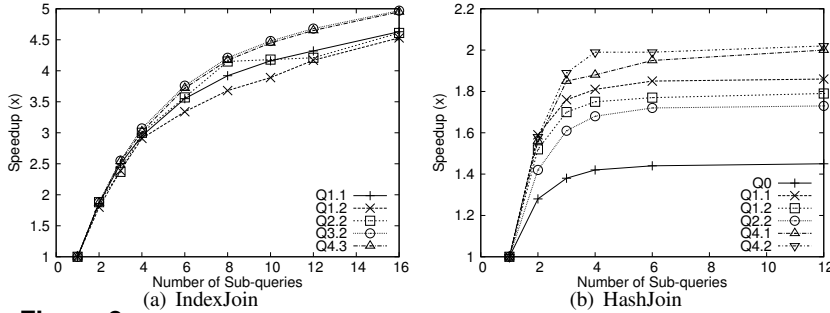 5
4.5
4
3.5
3
2.5
2
1.5
1
Speedup (x)
0 2 4 6 8 10 12 14 16
Number of Sub-queries
Q1.1
Q1.2
Q2.2
Q3.2
Q4.3
(a) IndexJoin
2.2
2
1.8
1.6
1.4
1.2
1
Speedup (x)
0 2 4 6 8 10 12
Number of Sub-queries
Q0
Q1.1
Q1.2
Q2.2
Q4.1
Q4.2
(b) HashJoin